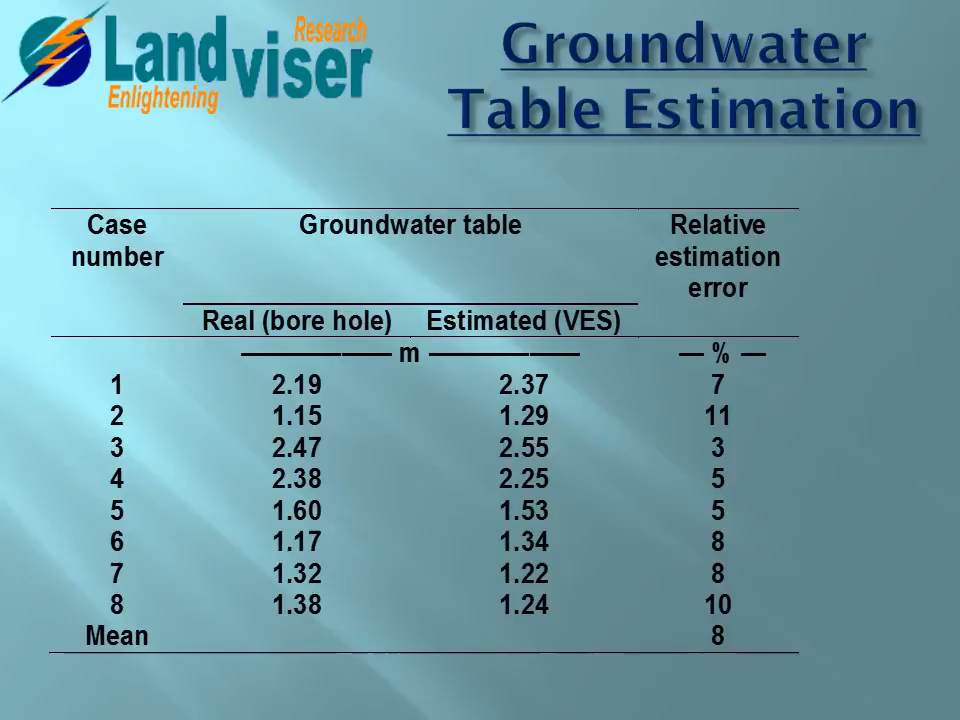 Research
Land viser
Enlightening
Groundwater
Table Estimation
Case number
Groundwater table
Relative estimation error
Real (bore hole) Estimated (VES)
—————— m —————— — % —
1 2.19 2.37 7
2 1.15 1.29 11
3 2.47 2.55 3
4 2.38 2.25 5
5 1.60 1.53 5
6 1.17 1.34 8
7 1.32 1.22 8
8 1.38 1.24 10
Mean 8